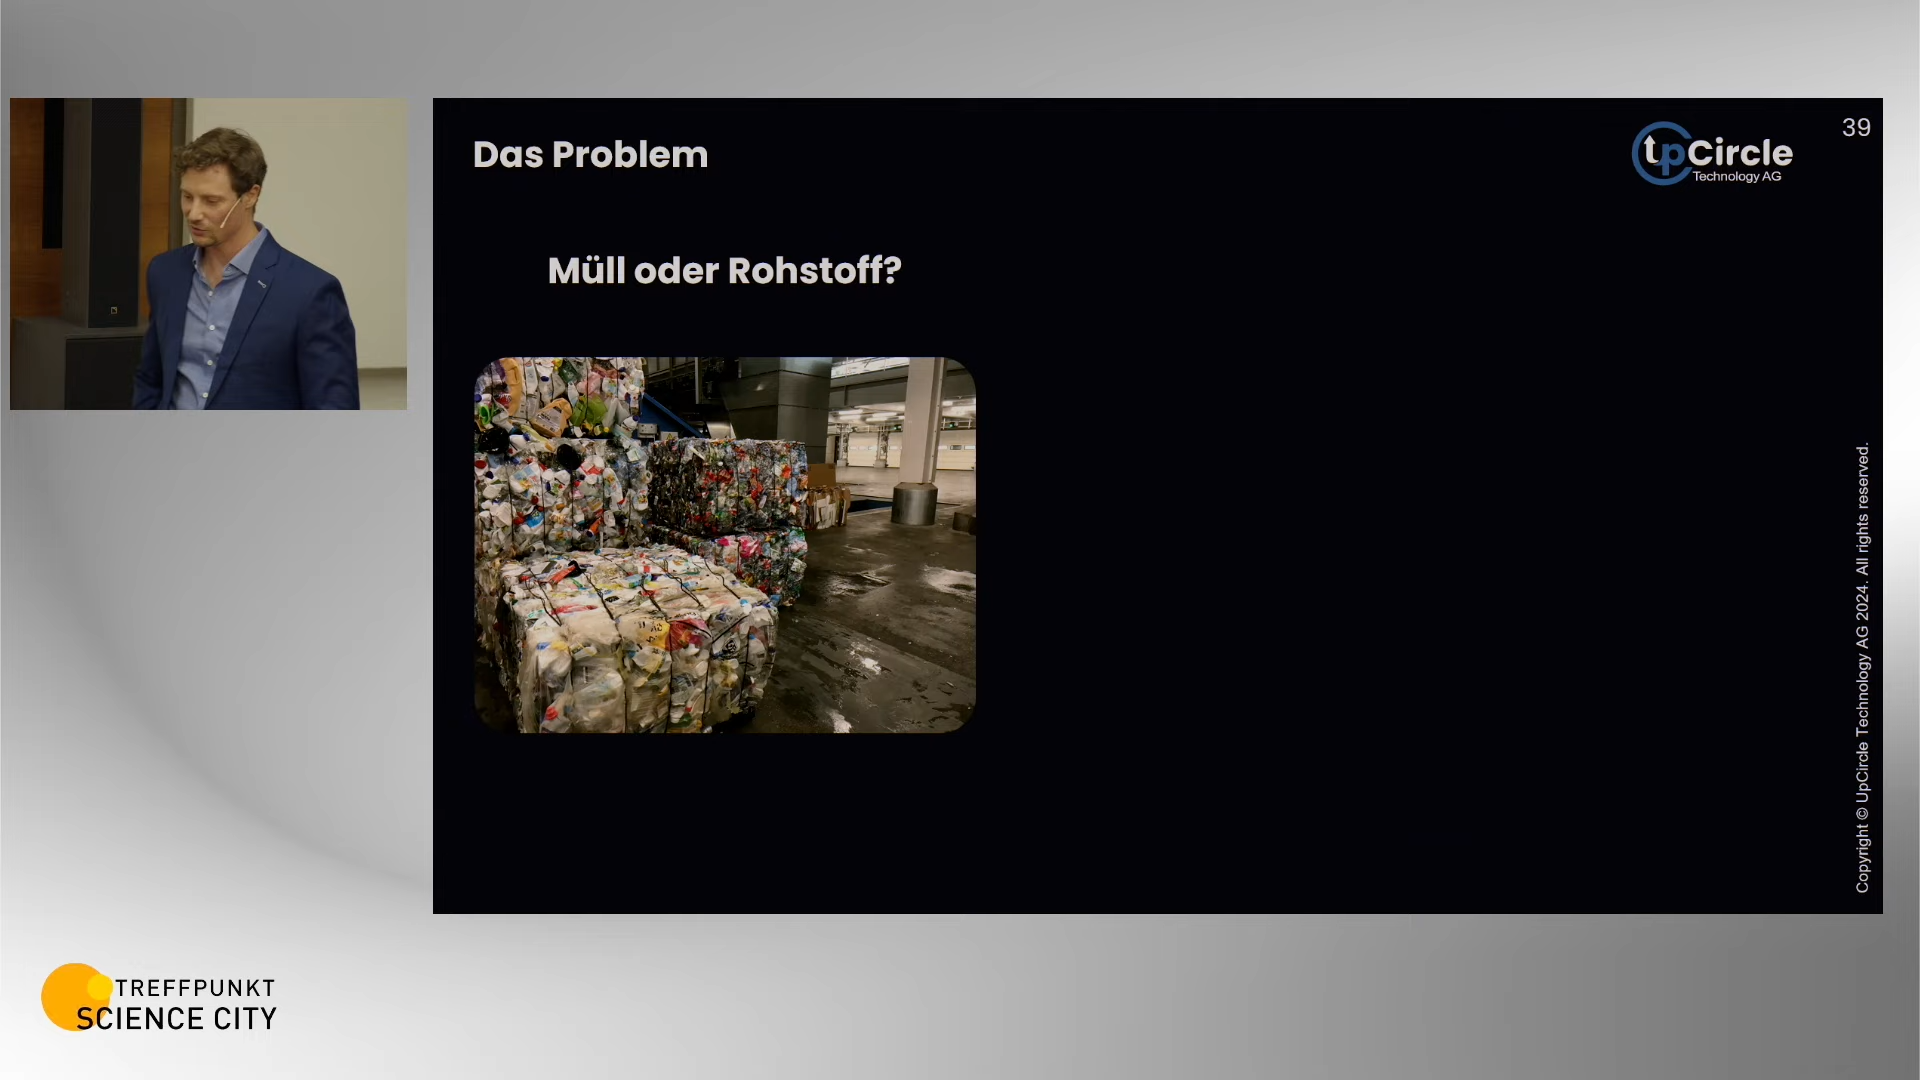 Das Problem
upCircle
Technology AG
39
Müll oder Rohstoff?
Copyright © UpCircle Technology AG 2024. All rights reserved.
TREFFPUNKT
SCIENCE CITY